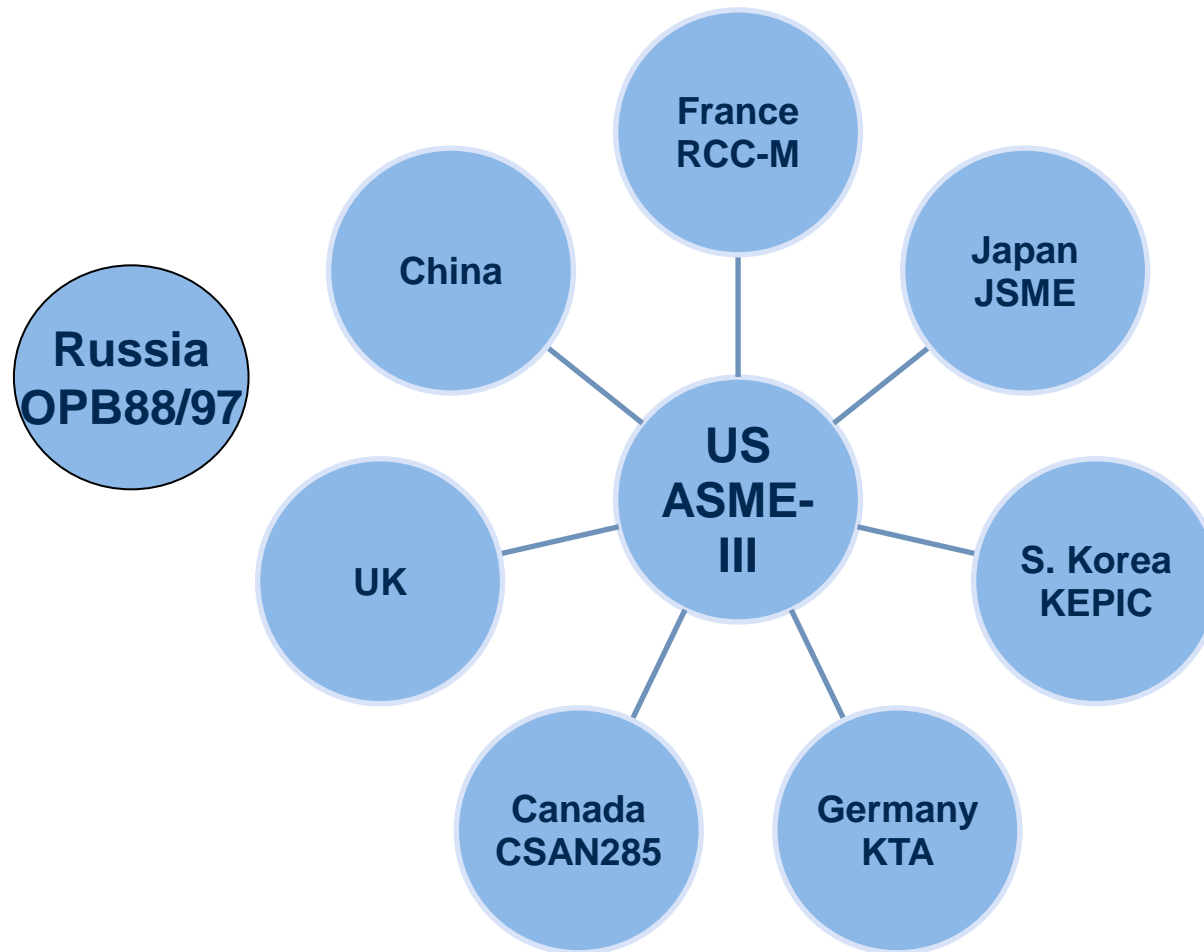 France
RCC-M
China
Japan
JSME
Russia
OPB88/97
US
ASME-
III
UK
S. Korea
KEPIC
Canada
CSAN285
Germany
KTA